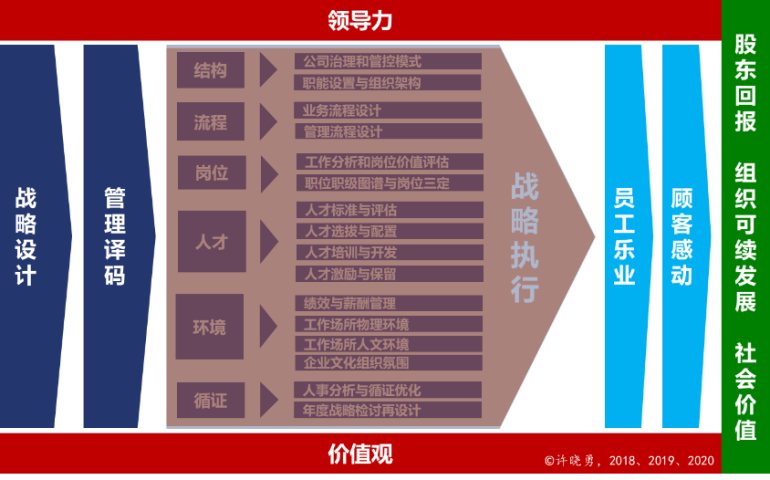 领导力
战略设计
管理译码
结构
公司治理和管控模式
职能设置与组织架构
流程
业务流程设计
管理流程设计
岗位
工作分析和岗位价值评估
职位职级图谱与岗位三定
人才
人才标准与评估
人才选拔与配置
人才培训与开发
人才激励与保留
环境
绩效与薪酬管理
工作场所物理环境
工作场所人文环境
企业文化组织氛围
循证
人事分析与循证优化
年度战略检讨再设计
战略执行
员工乐业
顾客感动
股东回报 组织可续发展 社会价值
价值观
©许晓勇，2018、2019、2020